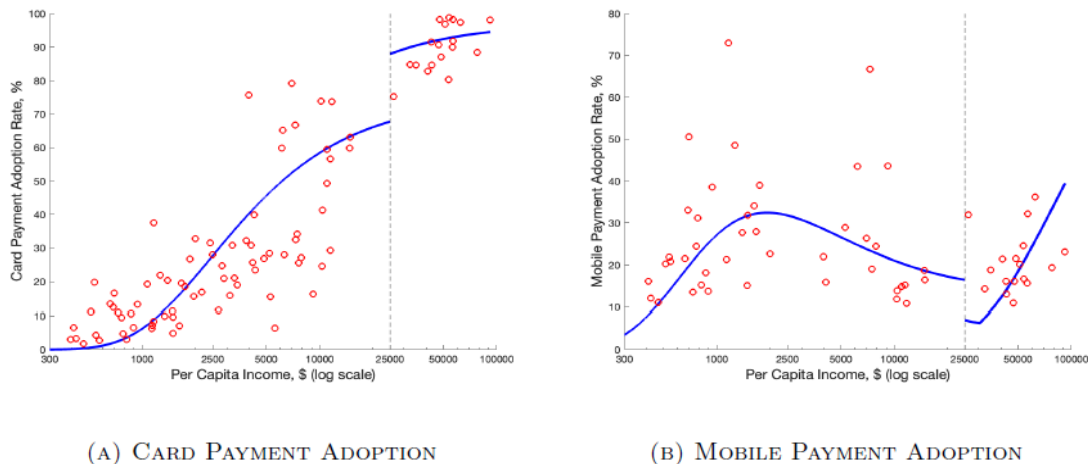 Card Payment Adoption Rate, %
100
90
80
70
60
50
40
30
20
10
0
300 1000 2500 5000 10000 25000 50000 100000
Per Capita Income, $ (log scale)
(A) CARD PAYMENT ADOPTION
Mobile Payment Adoption Rate, %
80
70
60
50
40
30
20
10
0
300 1000 2500 5000 10000 25000 50000 100000
Per Capita Income, $ (log scale)
(B) MOBILE PAYMENT ADOPTION